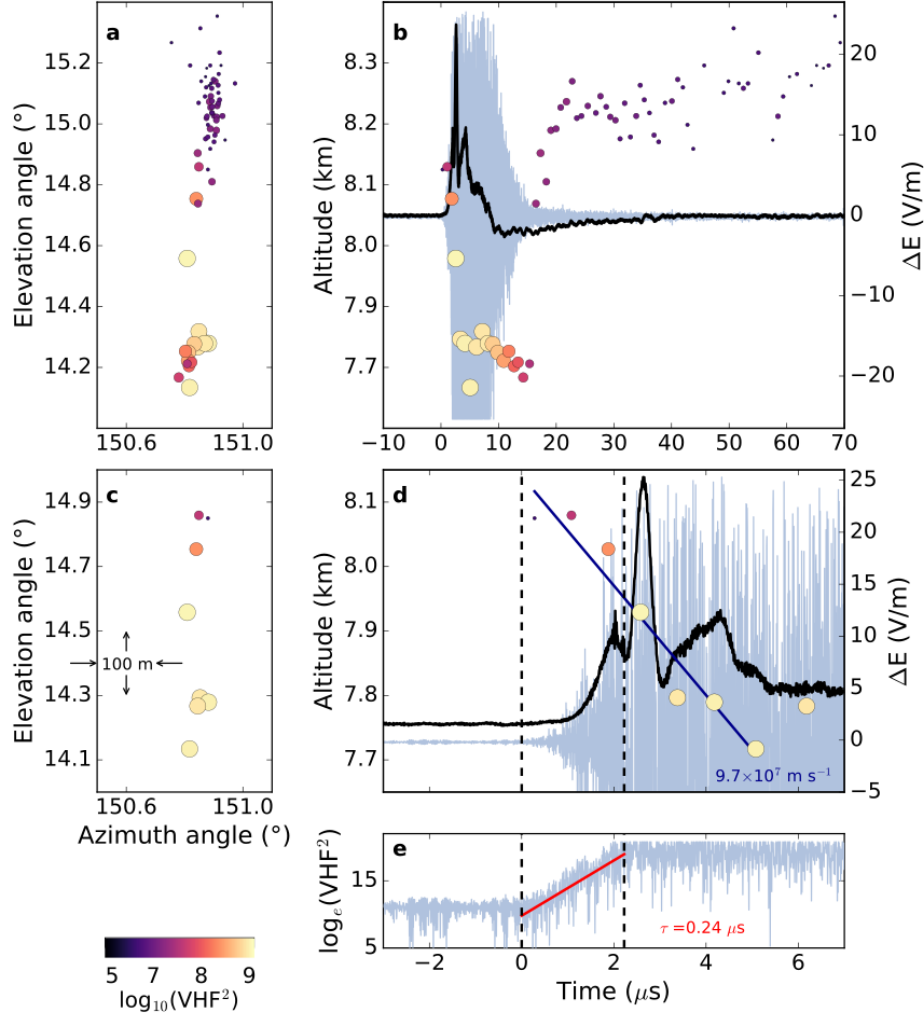 a
Elevation angle (°)
15.2
15.0
14.8
14.6
14.4
14.2
150.6
151.0
b
Altitude (km)
8.3
8.2
8.1
8.0
7.9
7.8
7.7
ΔE (V/m)
20
10
0
−10
−20
−10 0 10 20 30 40 50 60 70
c
Elevation angle (°)
14.9
14.7
14.5
14.3
14.1
100 m
150.6
151.0
Azimuth angle (°)
d
Altitude (km)
8.1
8.0
7.9
7.8
7.7
ΔE (V/m)
25
20
15
10
5
0
−5
9.7×10⁷ m s⁻¹
e
logₑ(VHF²)
15
5
τ =0.24 μs
−2 0 2 4 6
Time (μs)
5 6 7 8 9
log₁₀(VHF²)